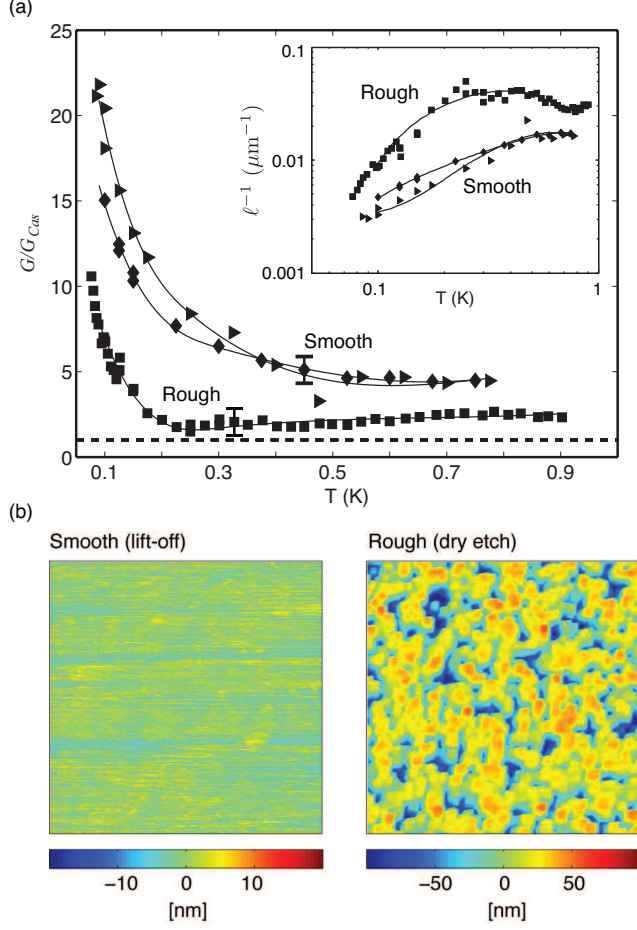 (a)
25
20
15
10
5
0
G/G_Cas
0.1
0.3
0.5
0.7
0.9
T (K)
Smooth
Rough
0.1
0.01
0.001
ℓ⁻¹ (μm⁻¹)
Rough
Smooth
0.1
1
T (K)
(b)
Smooth (lift-off)
Rough (dry etch)
−10
0
10
[nm]
−50
0
50
[nm]